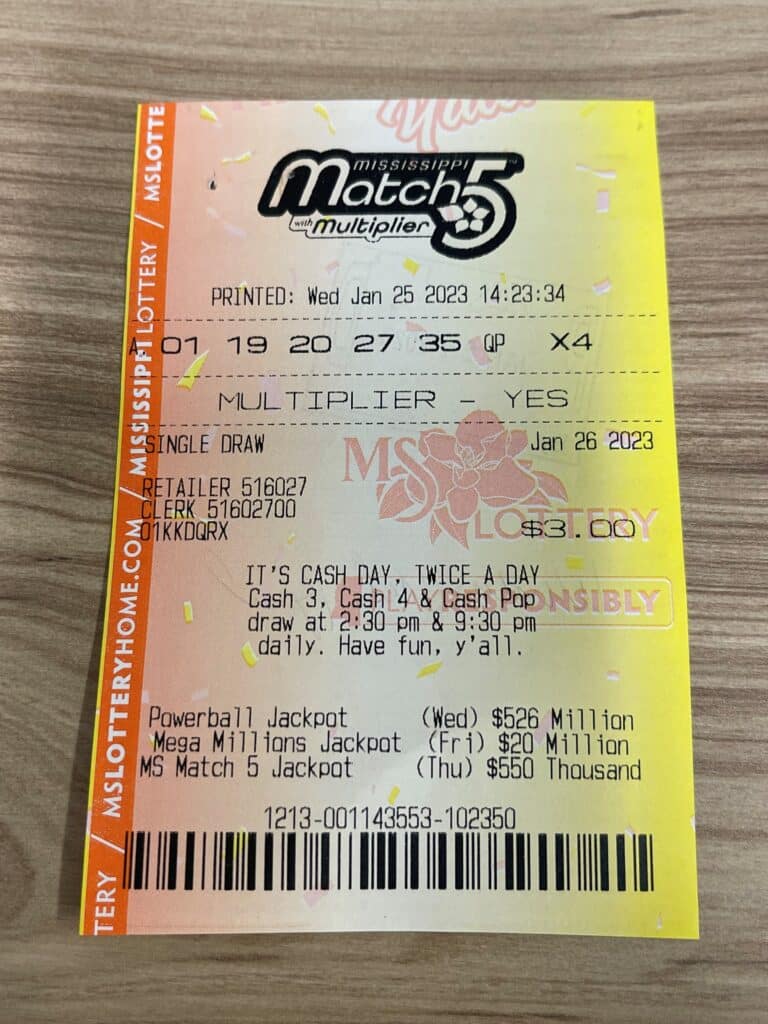 MSLOTTERYHOME.COM / MISSISSIPPI LOTTERY / MSLOTTE
TERY /
MISSISSIPPI
Match 5
with Multiplier
PRINTED: Wed Jan 25 2023 14:23:34
A. 01 19 20 27 35 QP X4
MULTIPLIER - YES
SINGLE DRAW Jan 26 2023
MS
LOTTERY
RETAILER 516027
CLERK 51602700
01KKDQRX $3.00
IT'S CASH DAY, TWICE A DAY
Cash 3, Cash 4 & Cash Pop
PLAY RESPONSIBLY
draw at 2:30 pm & 9:30 pm
daily. Have fun, y'all.
Powerball Jackpot (Wed) $526 Million
Mega Millions Jackpot (Fri) $20 Million
MS Match 5 Jackpot (Thu) $550 Thousand
1213-001143553-102350